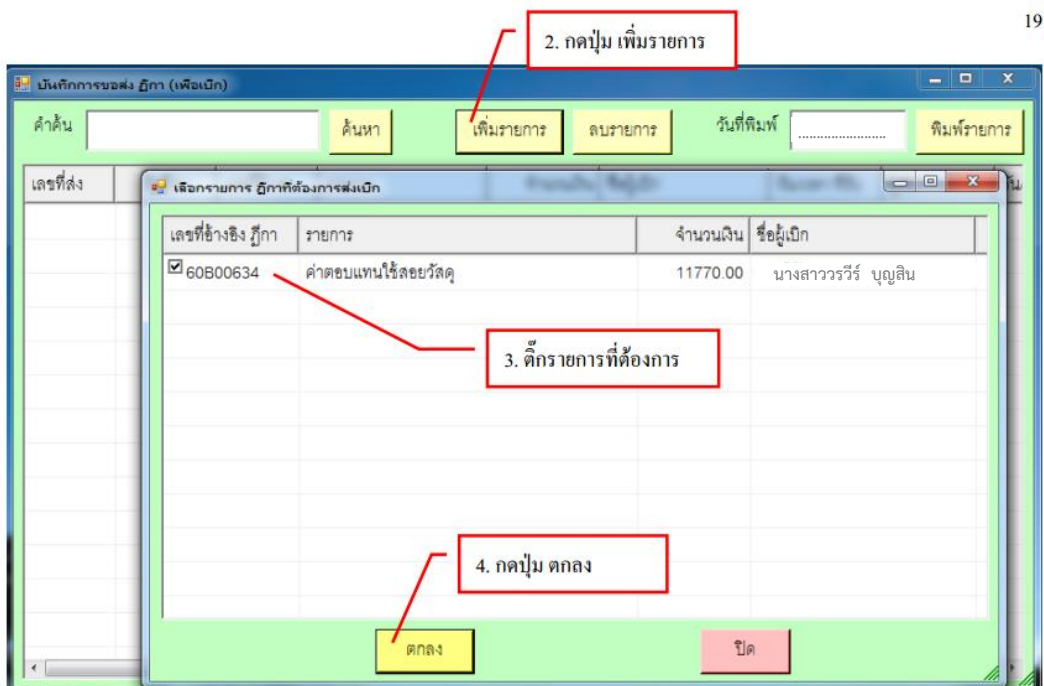 19
2. กดปุ่ม เพิ่มรายการ
บันทึกการขอส่ง ฎีกา (เพื่อเบิก)
คำค้น ค้นหา เพิ่มรายการ ลบรายการ วันที่พิมพ์ ........................ พิมพ์รายการ
เลขที่ส่ง
เลือกรายการ ฎีกาที่ต้องการส่งเบิก
เลขที่อ้างอิง ฎีกา รายการ จำนวนเงิน ชื่อผู้เบิก
60B00634 ค่าตอบแทนใช้สอยวัสดุ 11770.00 นางสาววรวีร์ บุญสิน
3. ติ๊กรายการที่ต้องการ
4. กดปุ่ม ตกลง
ตกลง ปิด